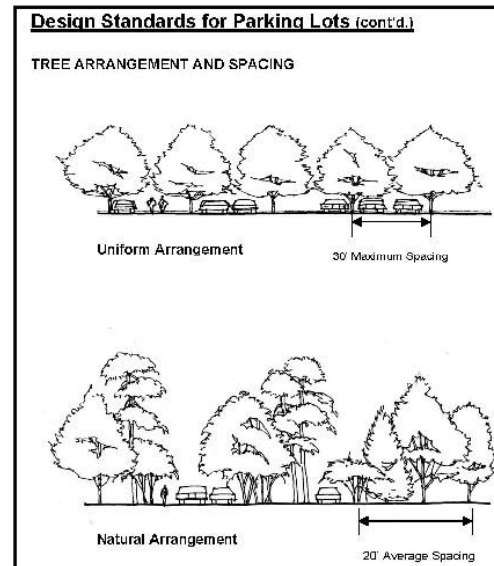 Design Standards for Parking Lots (cont'd.)
TREE ARRANGEMENT AND SPACING
Uniform Arrangement
30' Maximum Spacing
Natural Arrangement
20' Average Spacing